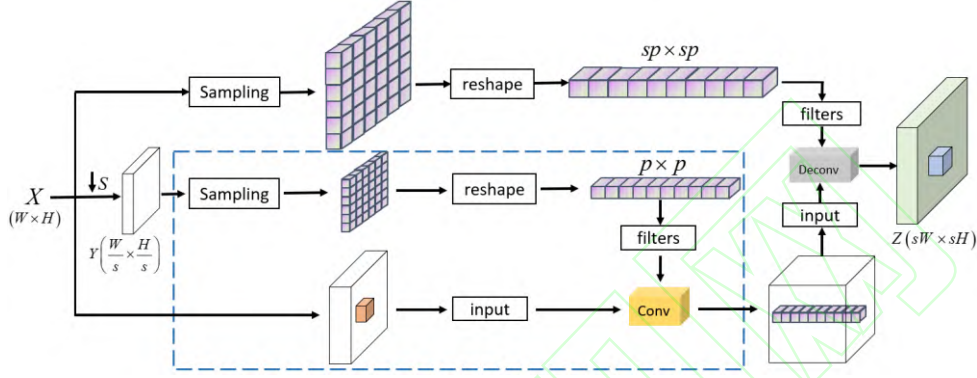 sp × sp
Sampling
reshape
filters
p × p
X
(W × H)
S
Sampling
reshape
Deconv
filters
input
Y(W/s × H/s)
Z(sW × sH)
input
Conv